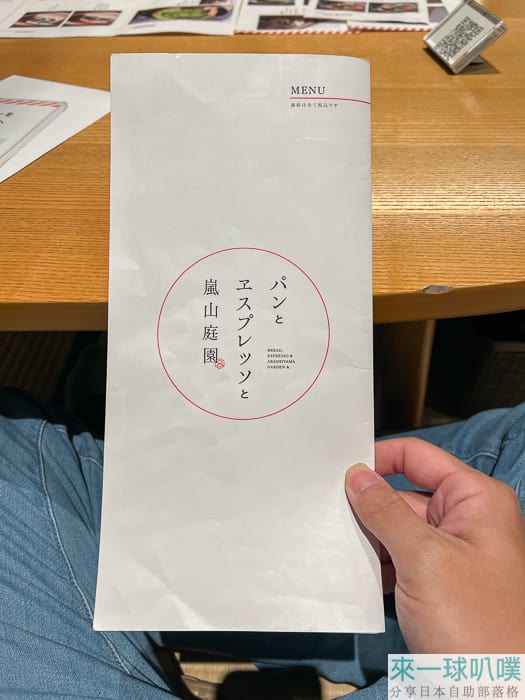 MENU
価格は全て税込です
パンと
ヱスプレッソと
嵐山庭園
BREAD,
ESPRESSO &
ARASHIYAMA
GARDEN &
來一球叭噗
分享日本自助部落格